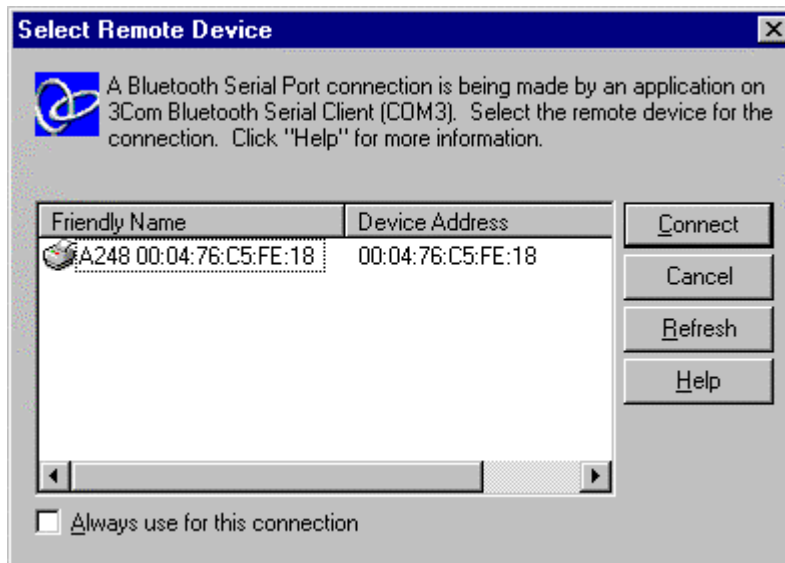 Select Remote Device
A Bluetooth Serial Port connection is being made by an application on
3Com Bluetooth Serial Client (COM3).  Select the remote device for the
connection.  Click "Help" for more information.
Friendly Name Device Address
A248 00:04:76:C5:FE:18 00:04:76:C5:FE:18
Connect
Cancel
Refresh
Help
Always use for this connection